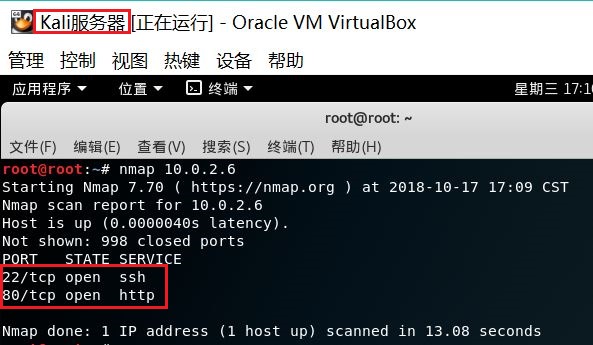 Kali服务器 [正在运行] - Oracle VM VirtualBox
管理 控制 视图 热键 设备 帮助
应用程序 位置 终端 星期三 17:1
root@root: ~
文件(F) 编辑(E) 查看(V) 搜索(S) 终端(T) 帮助(H)
root@root:~# nmap 10.0.2.6
Starting Nmap 7.70 ( https://nmap.org ) at 2018-10-17 17:09 CST
Nmap scan report for 10.0.2.6
Host is up (0.0000040s latency).
Not shown: 998 closed ports
PORT   STATE SERVICE
22/tcp open  ssh
80/tcp open  http
Nmap done: 1 IP address (1 host up) scanned in 13.08 seconds